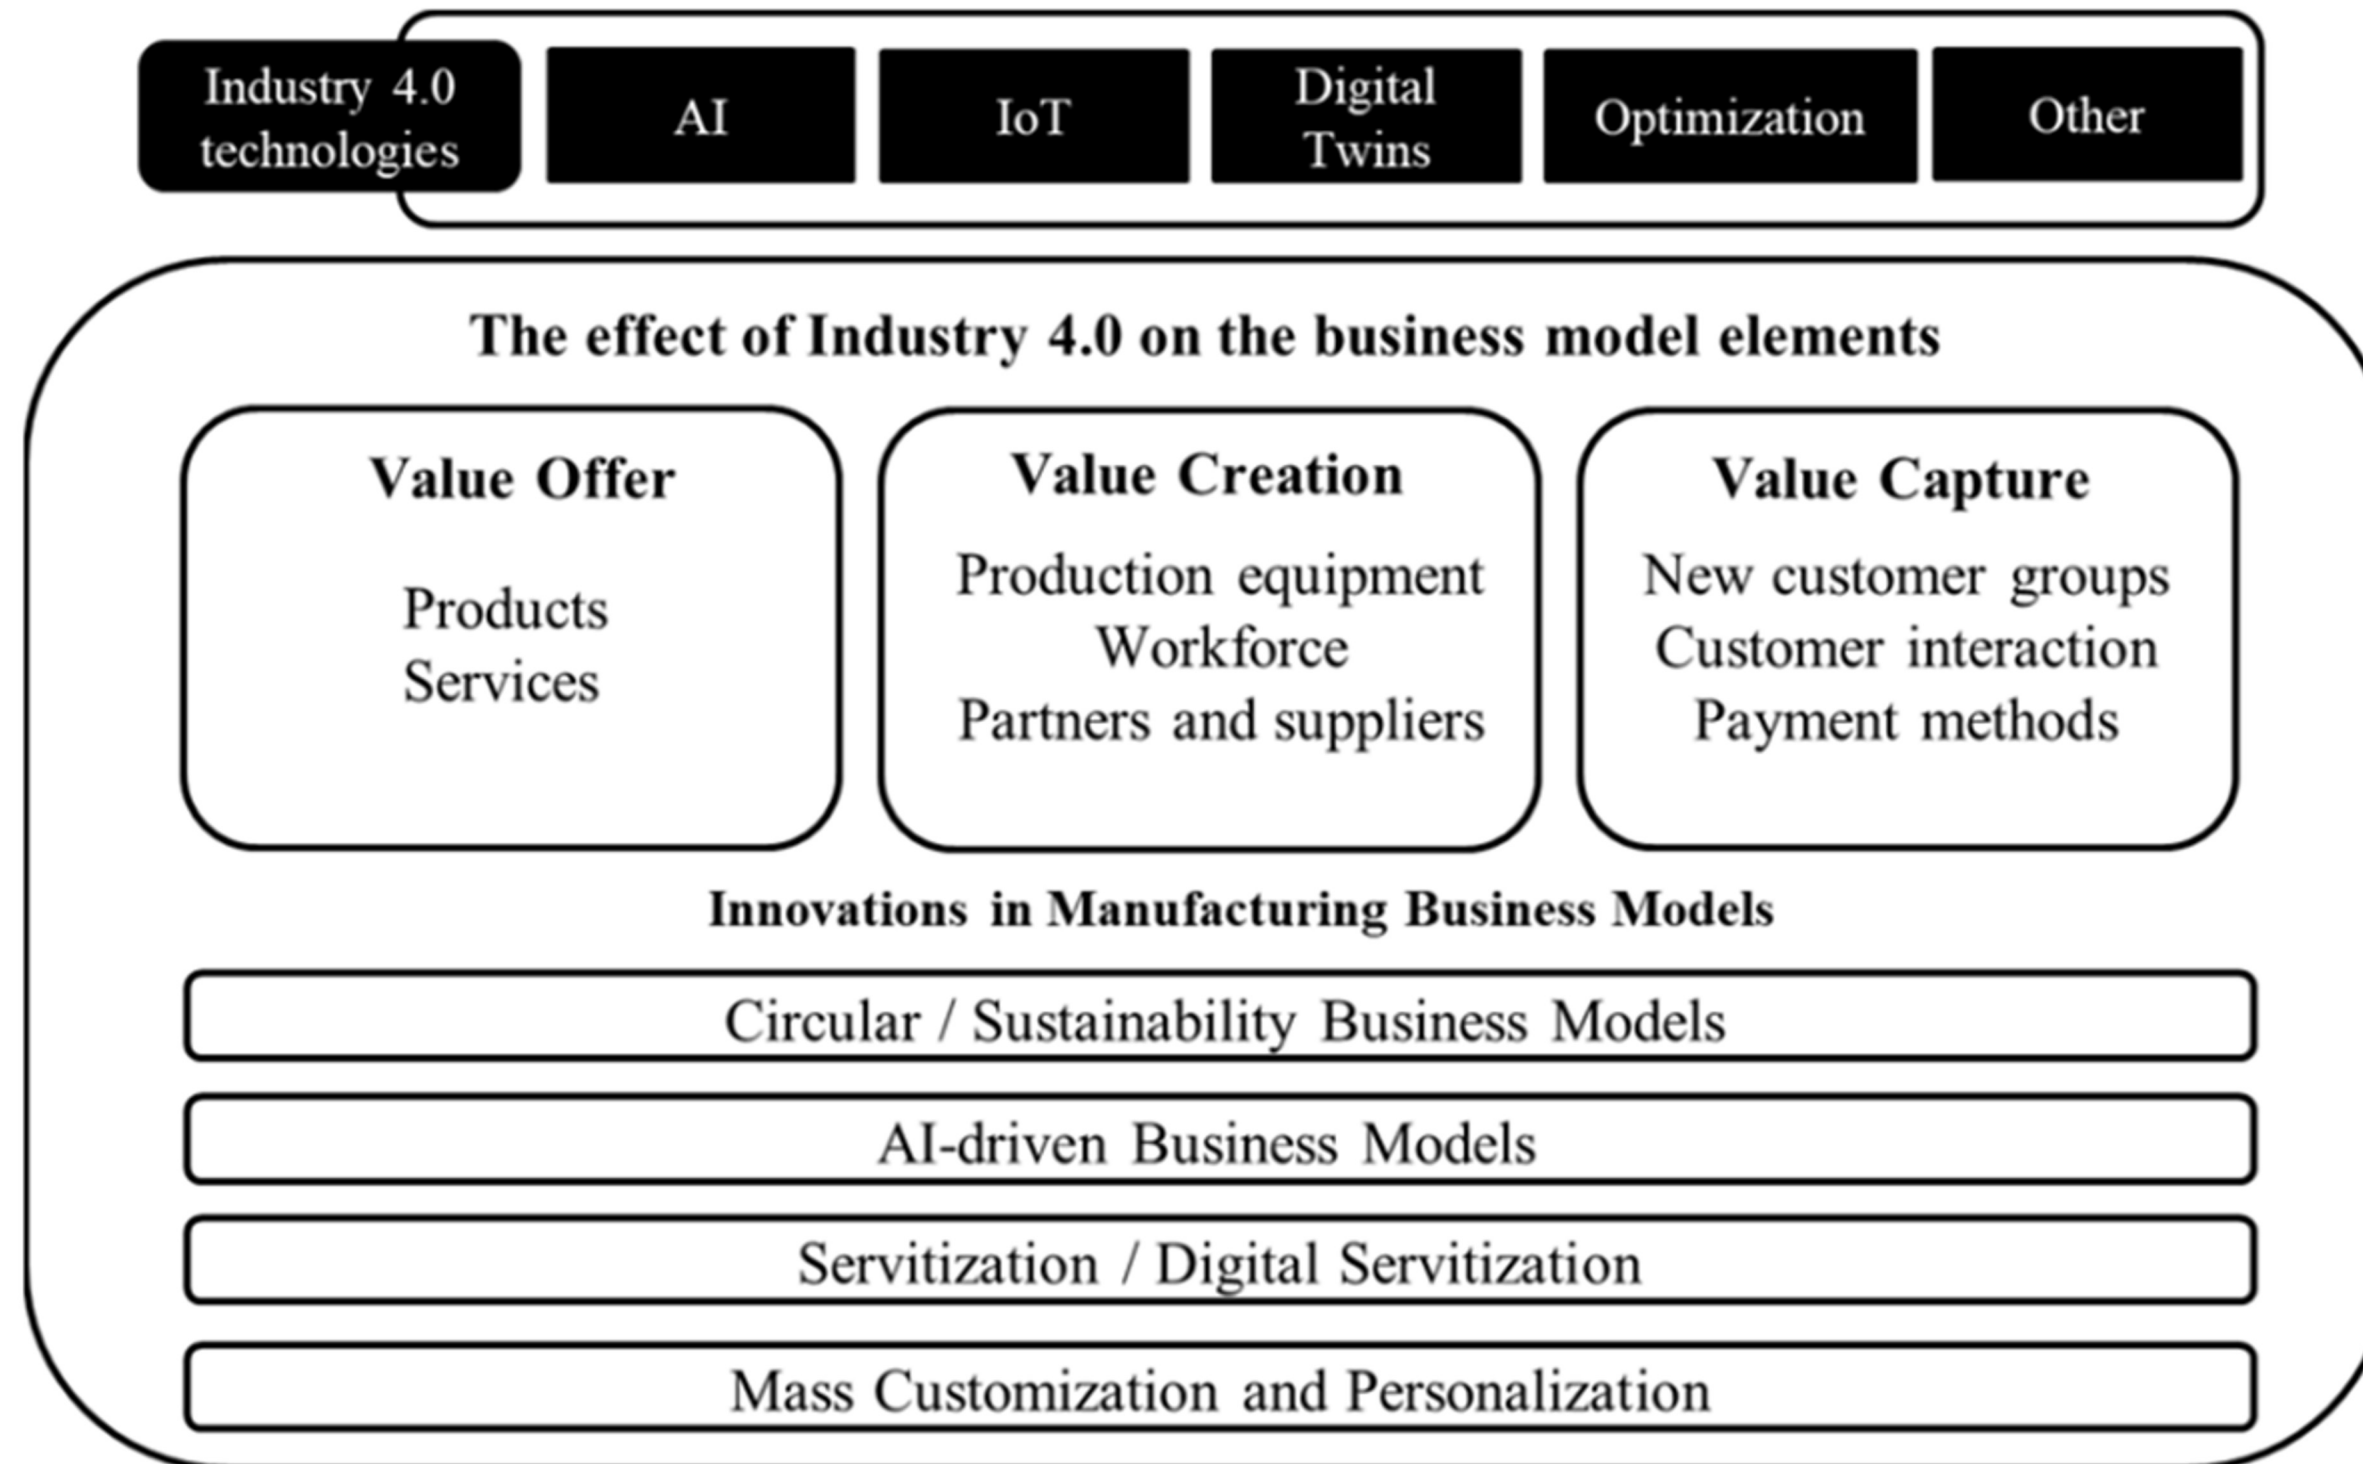 Industry 4.0
technologies
AI
IoT
Digital
Twins
Optimization
Other
The effect of Industry 4.0 on the business model elements
Value Offer
Products
Services
Value Creation
Production equipment
Workforce
Partners and suppliers
Value Capture
New customer groups
Customer interaction
Payment methods
Innovations in Manufacturing Business Models
Circular / Sustainability Business Models
AI-driven Business Models
Servitization / Digital Servitization
Mass Customization and Personalization